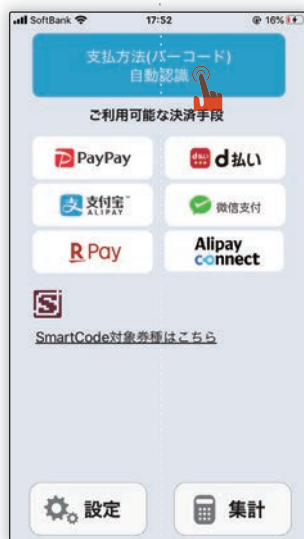 SoftBank 17:52 16%
支払方法(バーコード)
自動認識
ご利用可能な決済手段
PayPay
d払い d払い
支付宝 ALIPAY
微信支付
R Pay
Alipay connect
S
SmartCode対象券種はこちら
設定
集計